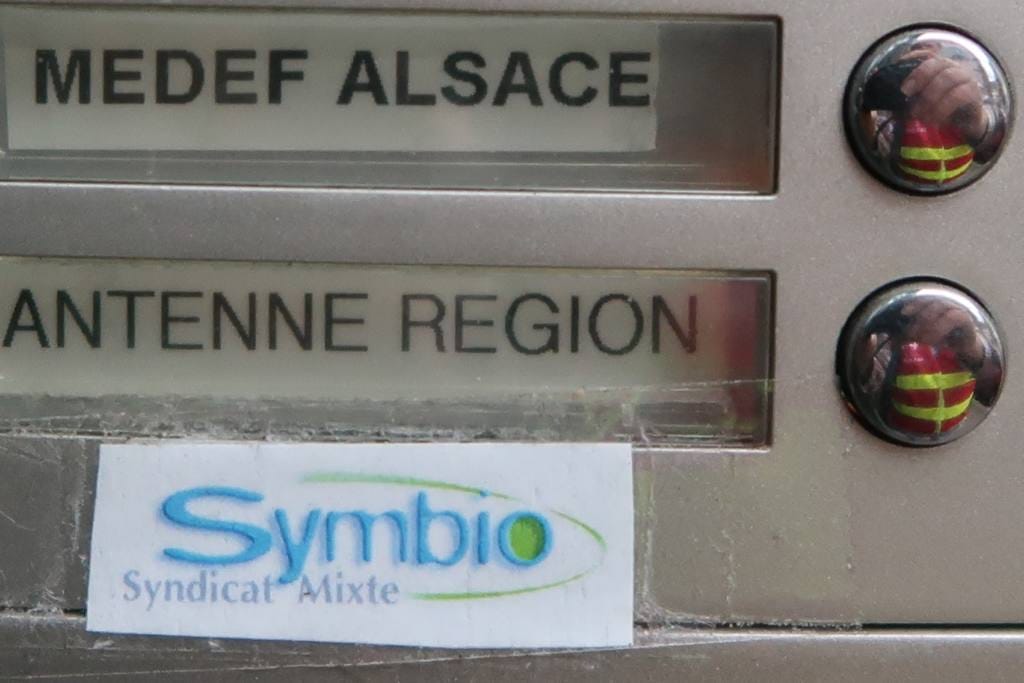 MEDEF ALSACE
ANTENNE REGION
Symbio
Syndicat Mixte